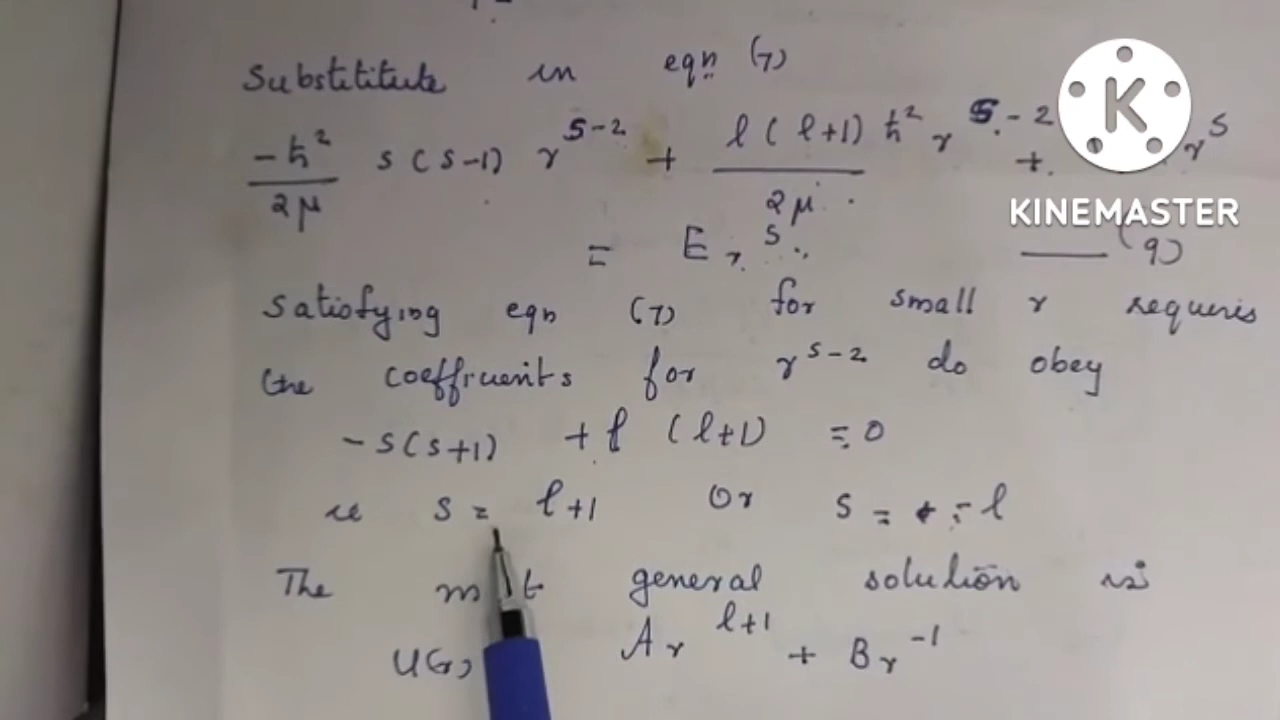 Substitute in eqn (7)
-ħ²/2μ s(s-1) r^{s-2} + l(l+1)ħ² r^{s-2}/2μ + r^s
= E r^s —— (9)
Satisfying eqn (7) for small r requires
the coefficients for r^{s-2} do obey
-s(s+1) + l (l+1) = 0
ie s = l+1 Or s = -l
The general solution is
U(r) A r^{l+1} + B r^{-1}
K
KINEMASTER